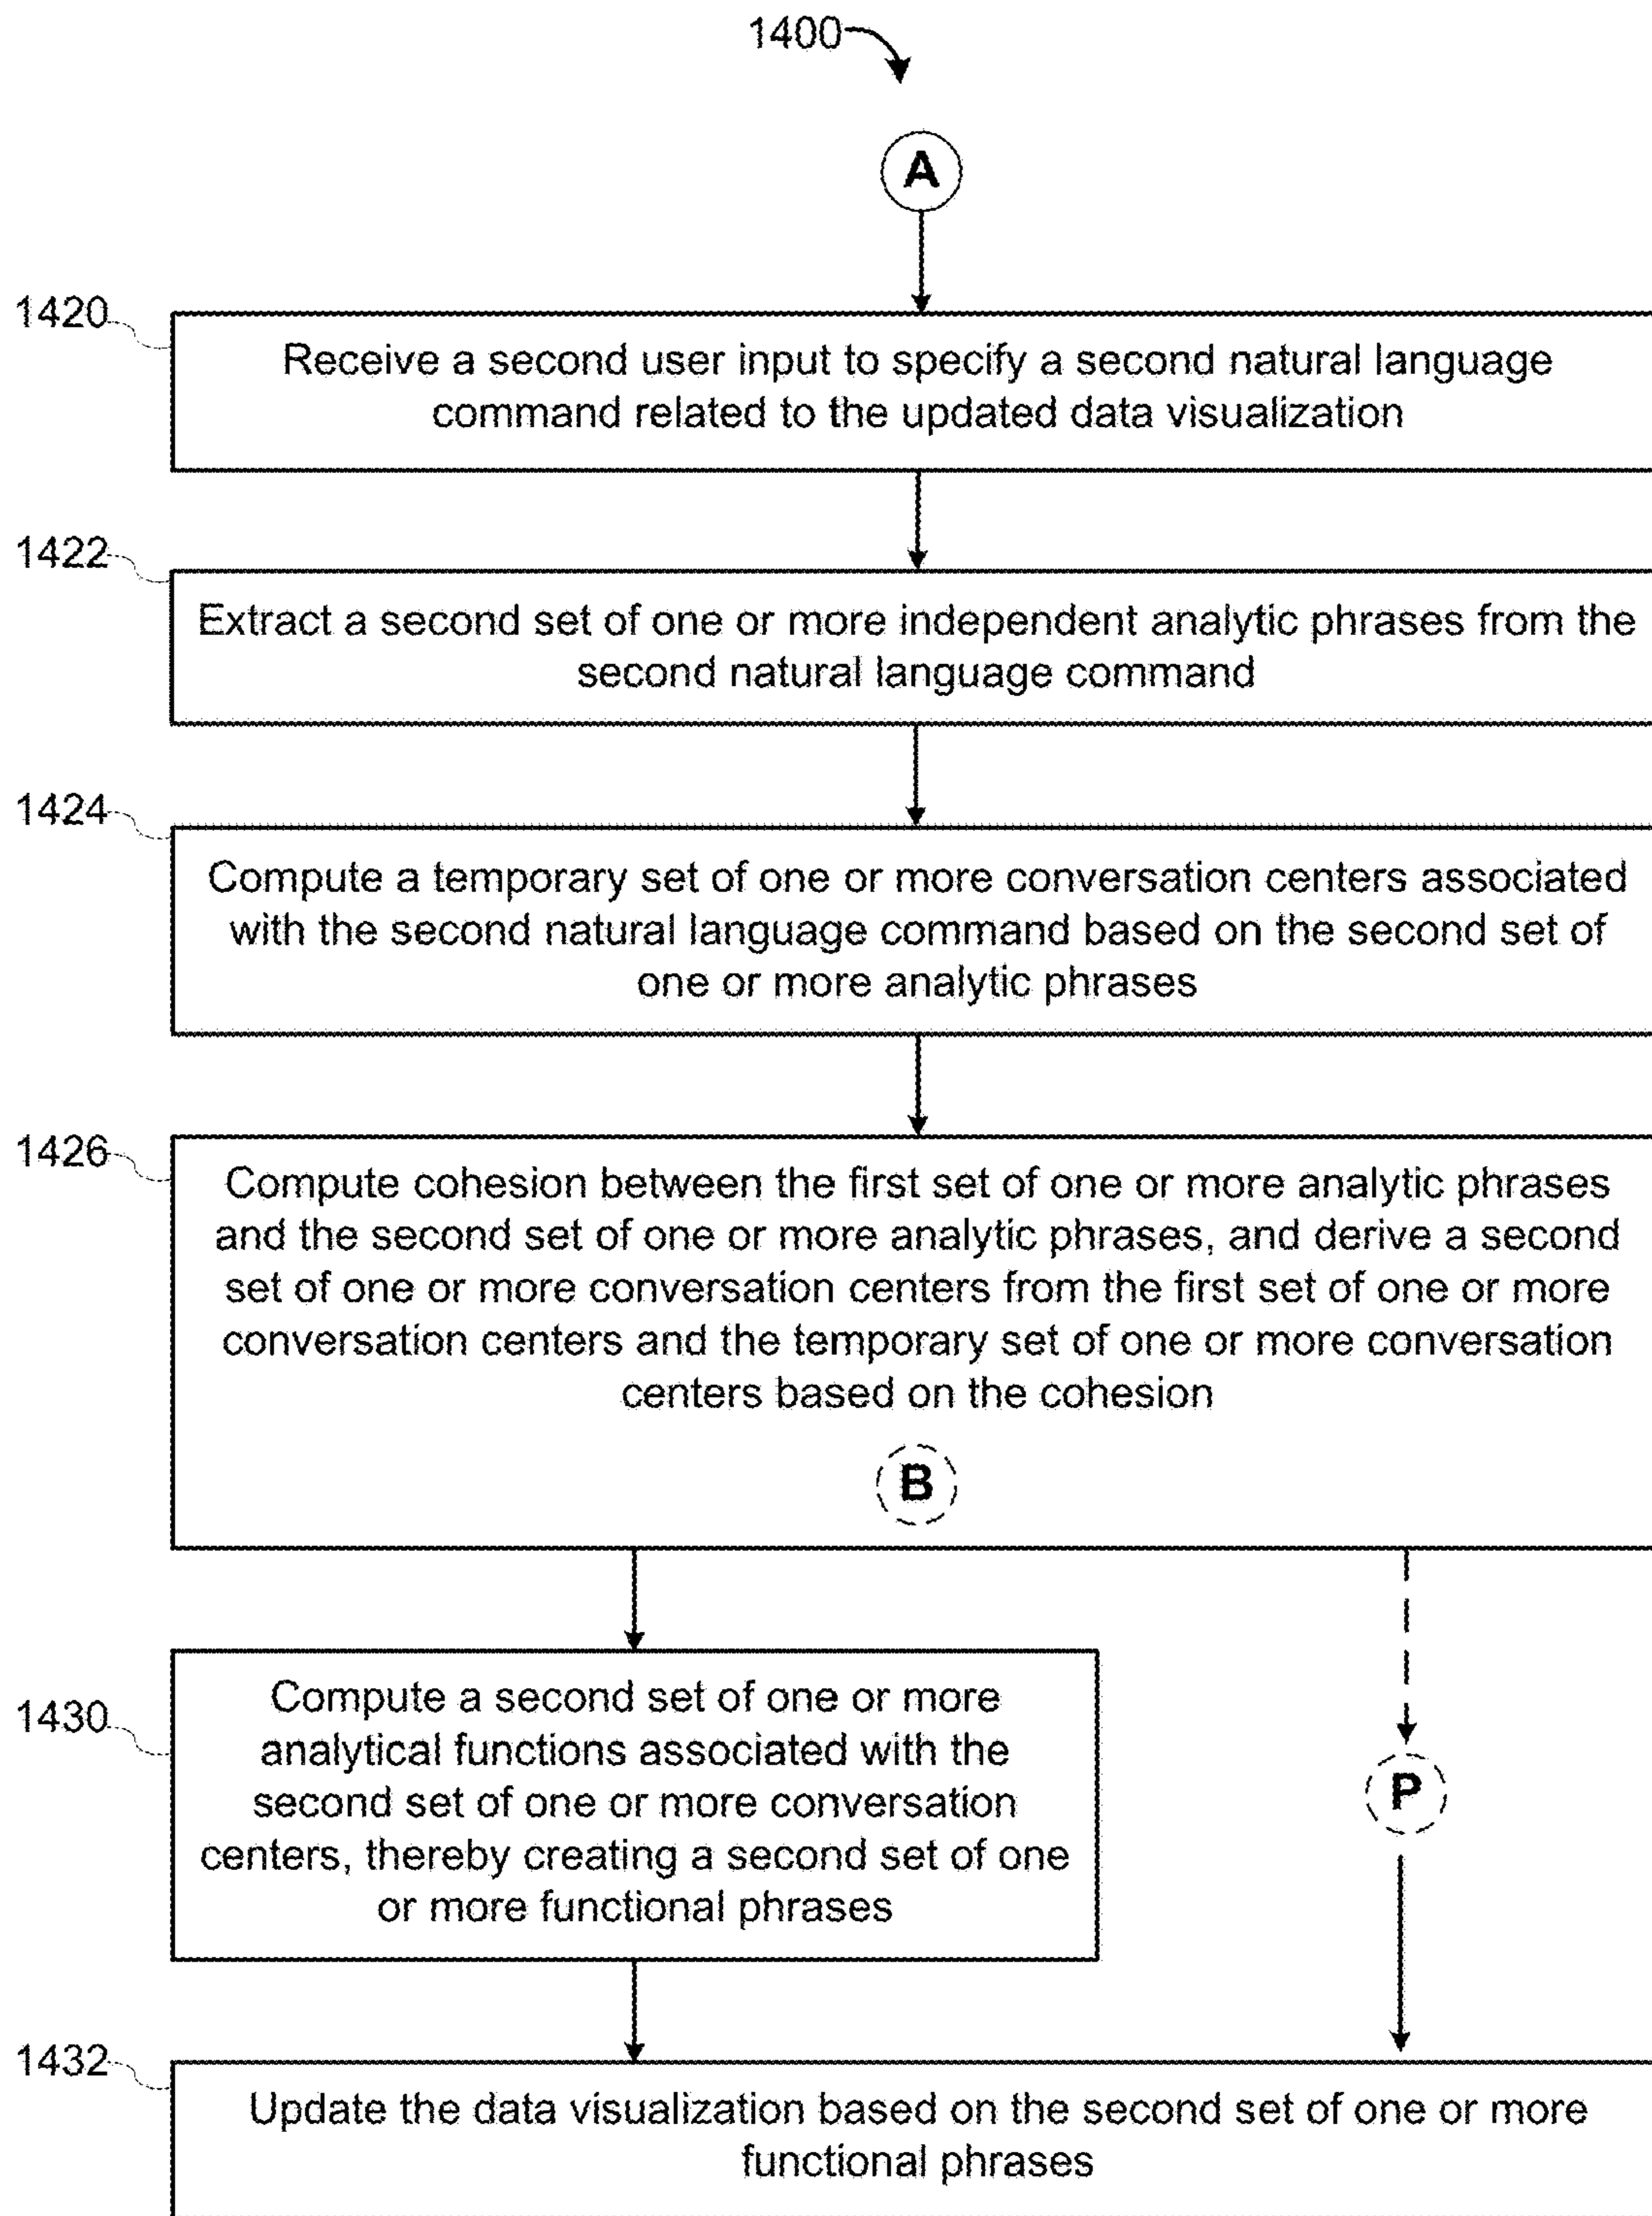 1400
A
1420
Receive a second user input to specify a second natural language
command related to the updated data visualization
1422
Extract a second set of one or more independent analytic phrases from the
second natural language command
1424
Compute a temporary set of one or more conversation centers associated
with the second natural language command based on the second set of
one or more analytic phrases
1426
Compute cohesion between the first set of one or more analytic phrases
and the second set of one or more analytic phrases, and derive a second
set of one or more conversation centers from the first set of one or more
conversation centers and the temporary set of one or more conversation
centers based on the cohesion
B
1430
Compute a second set of one or more
analytical functions associated with the
second set of one or more conversation
centers, thereby creating a second set of one
or more functional phrases
P
1432
Update the data visualization based on the second set of one or more
functional phrases